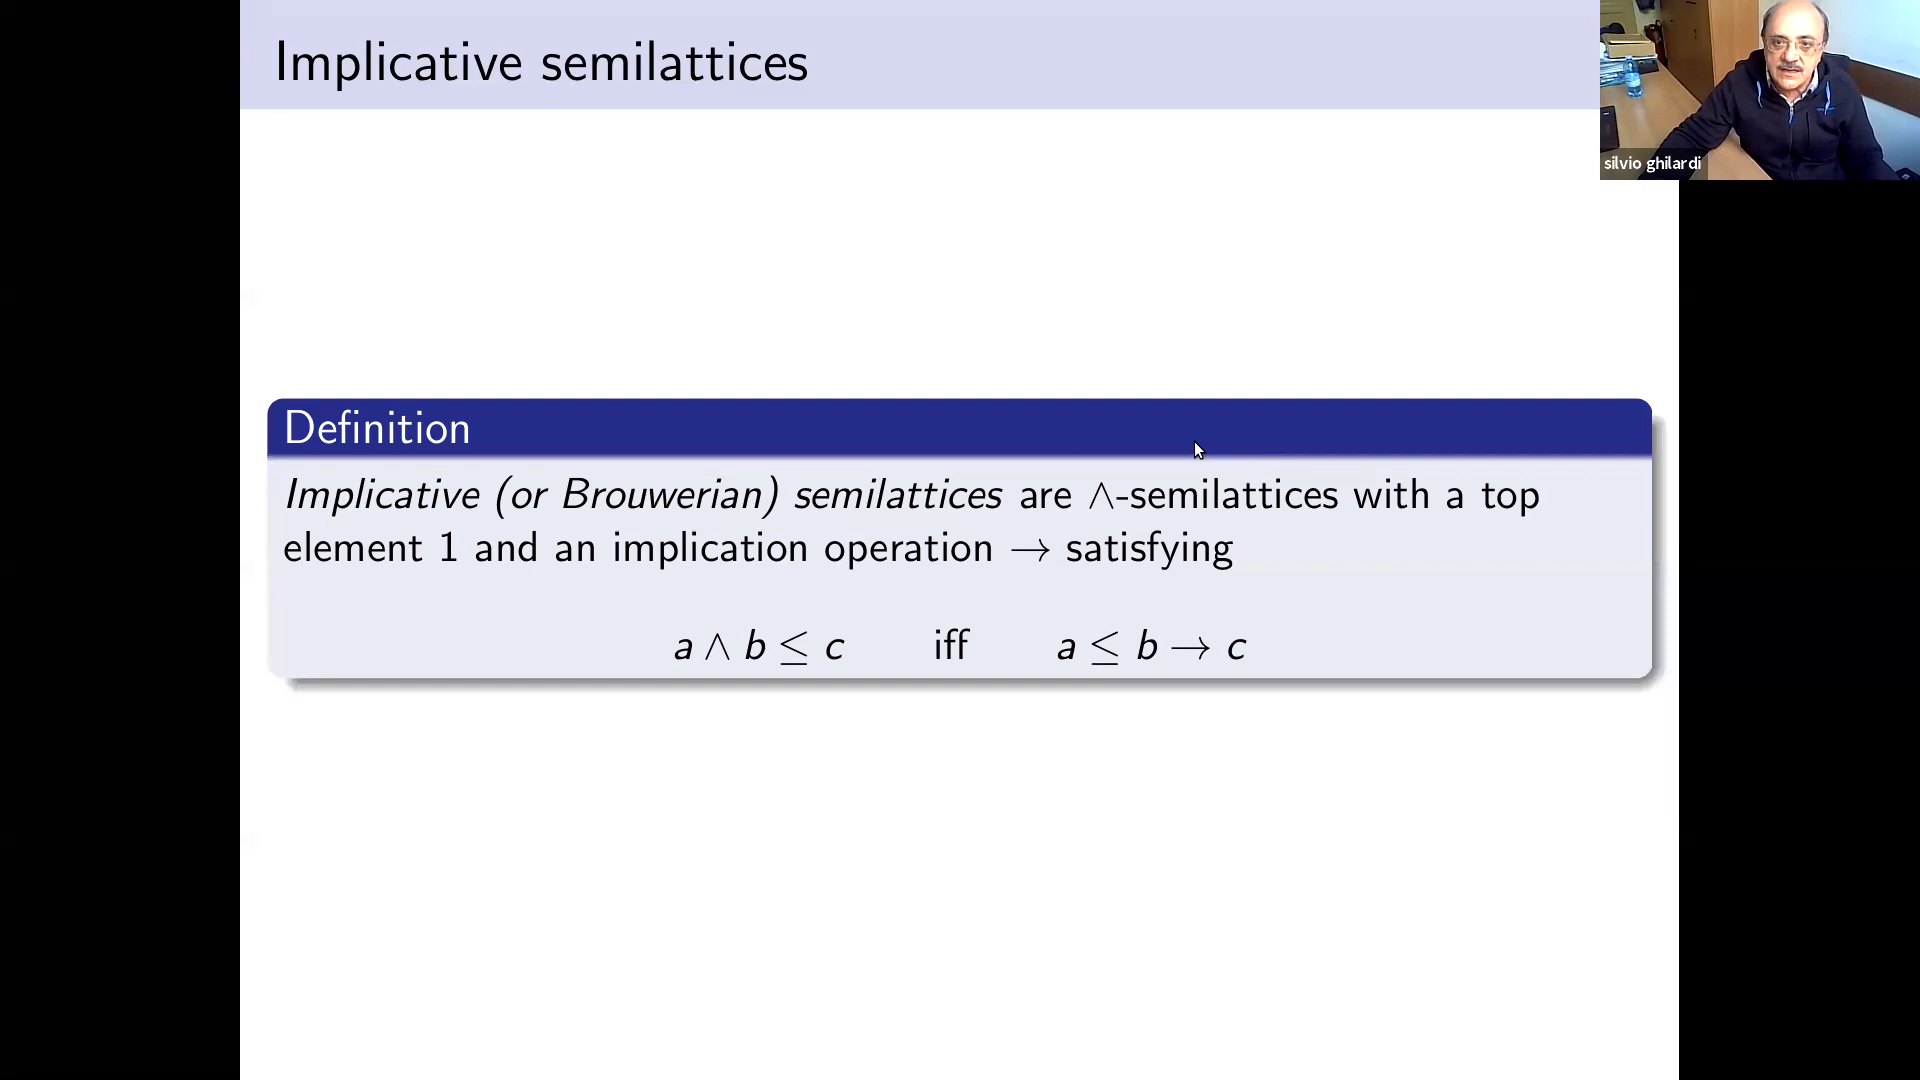 Implicative semilattices
silvio ghilardi
Definition
Implicative (or Brouwerian) semilattices are ∧-semilattices with a top
element 1 and an implication operation → satisfying
a ∧ b ≤ c iff a ≤ b → c